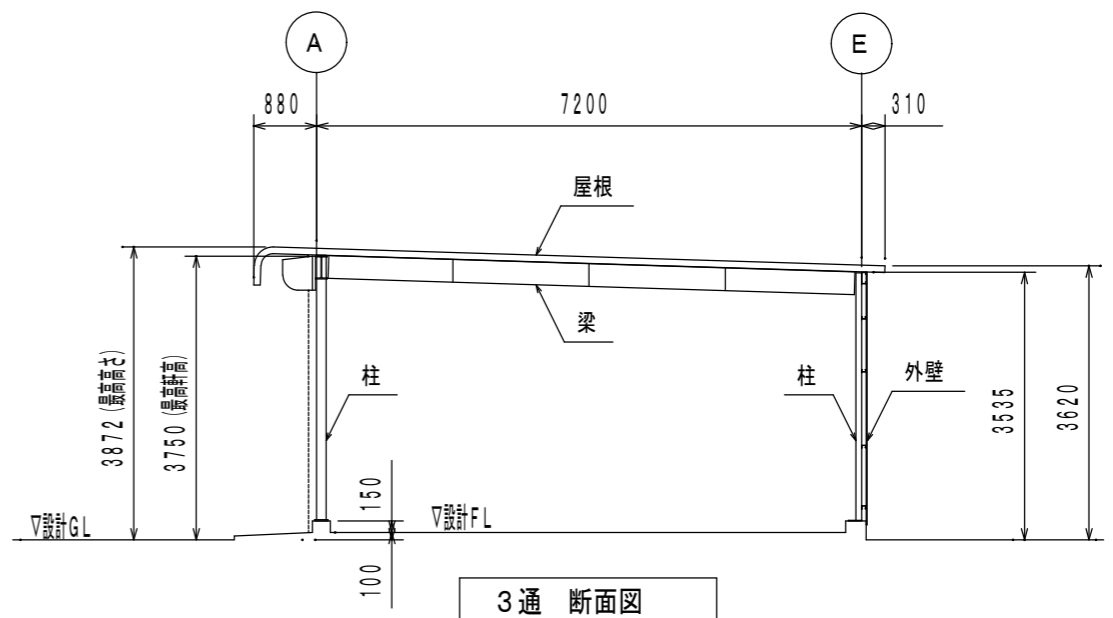 A
E
880
7200
310
屋根
梁
柱
柱
外壁
3872(最高高さ)
3750(最高軒高)
150
100
3535
3620
▽設計GL
▽設計FL
3通 断面図